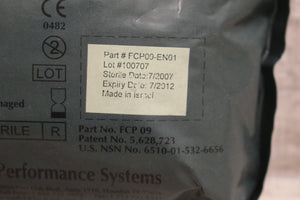 0482
LOT
Part # FCP09-EN01
Lot #100707
Sterile Date:7/2007
Expiry Date: 7/2012
Made in Israel
maged
RILE R
Part No. FCP 09
Patent No. 5,628,723
U.S. NSN No. 6510-01-532-6656
Performance Systems